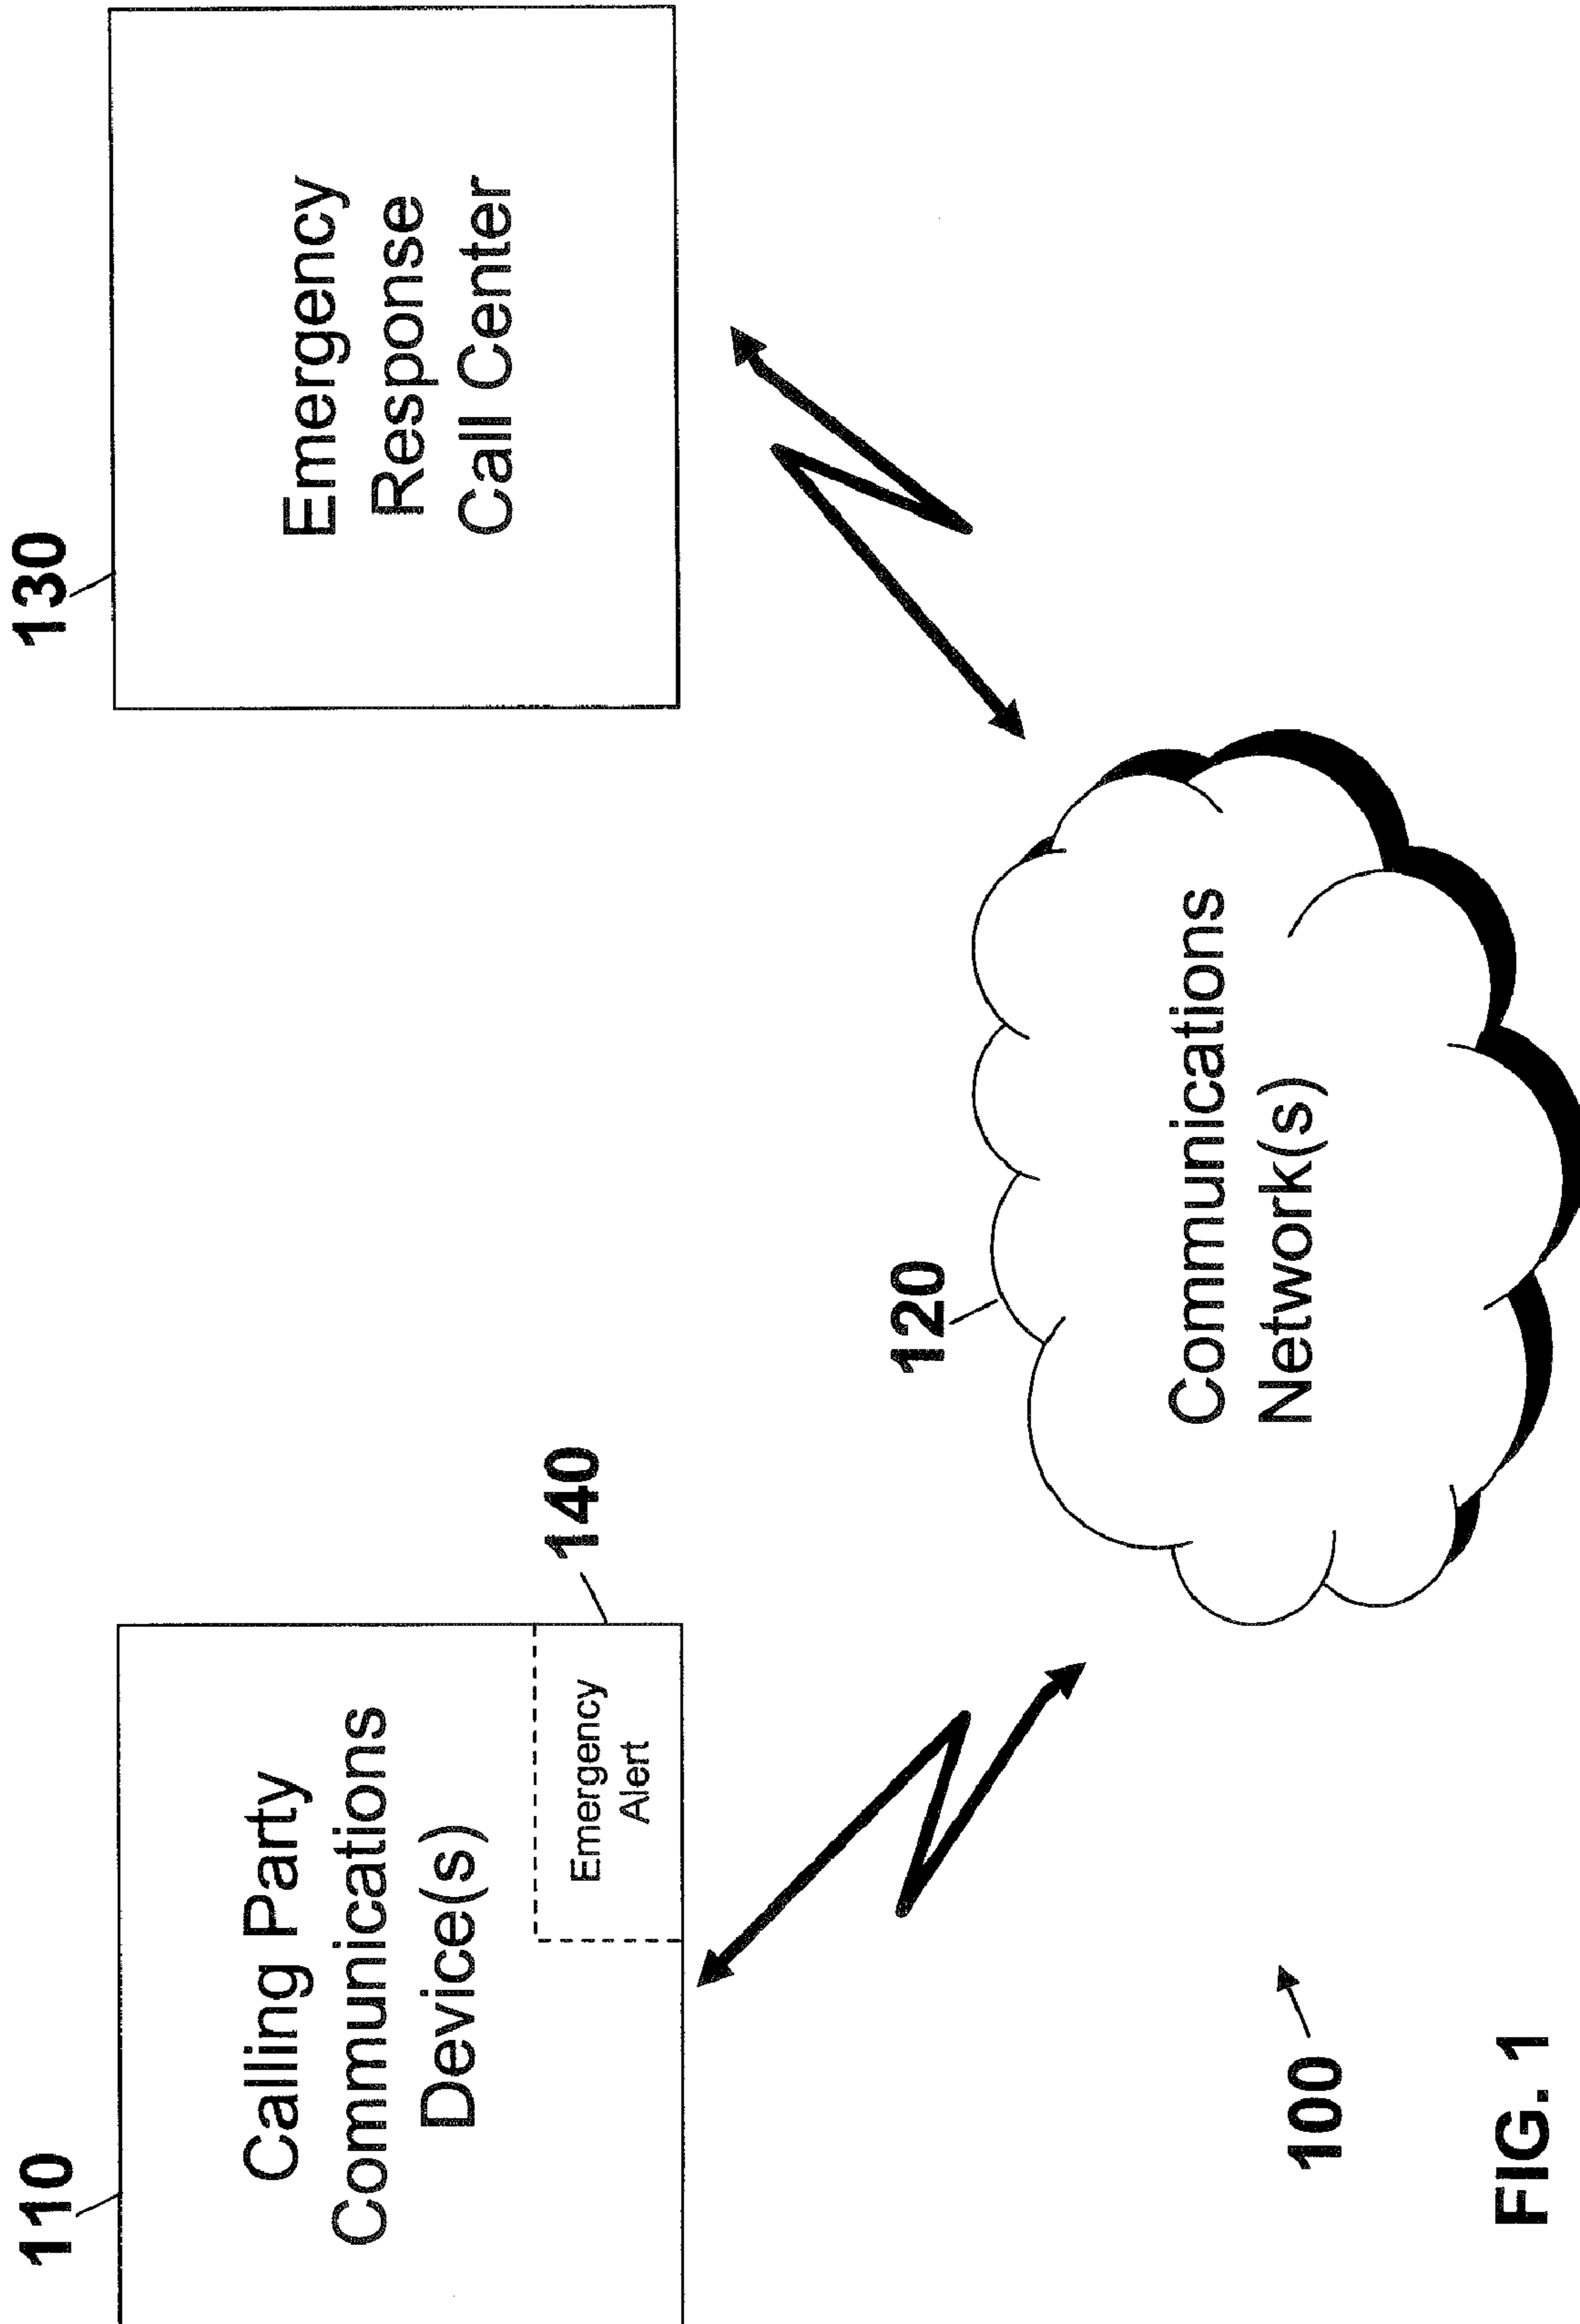 110
Calling Party
Communications
Device(s)
Emergency
Alert
140
130
Emergency
Response
Call Center
120
Communications
Network(s)
100
FIG. 1